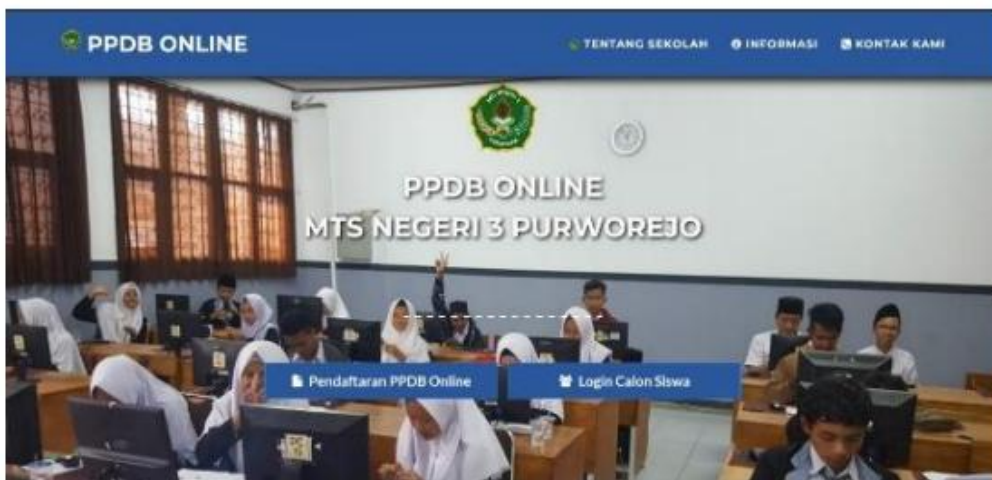 PPDB ONLINE
TENTANG SEKOLAH
INFORMASI
KONTAK KAMI
PPDB ONLINE
MTS NEGERI 3 PURWOREJO
Pendaftaran PPDB Online
Login Calon Siswa